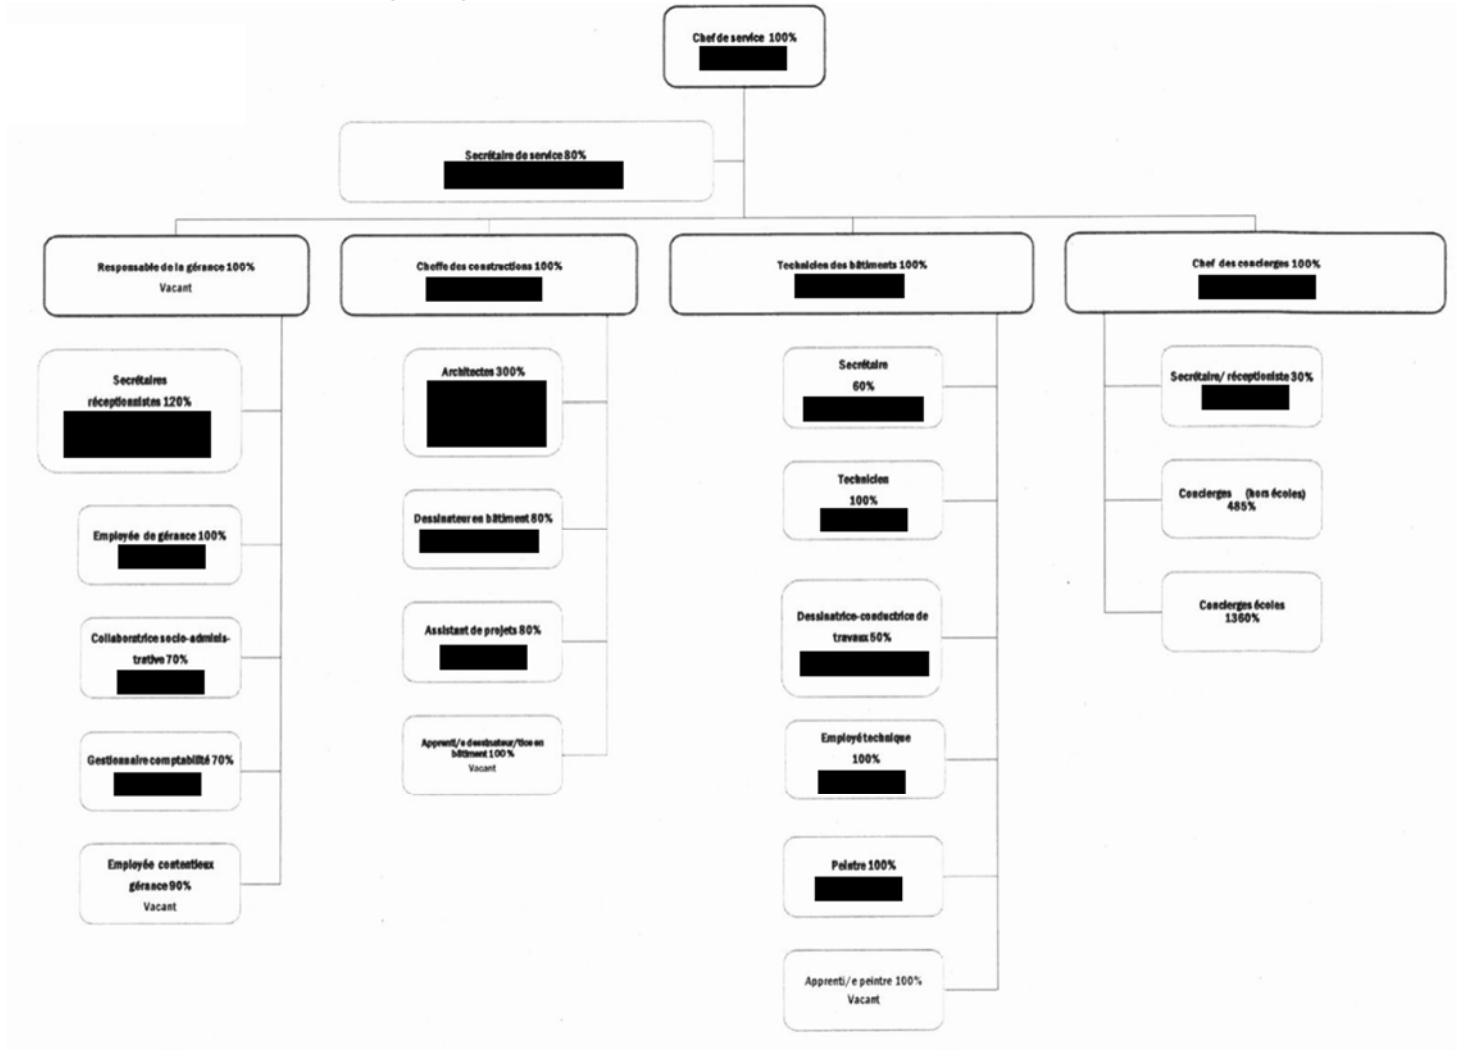 Chef de service 100%
Secrétaire de service 80%
Responsable de la gérance 100%
Vacant
Secrétaires
réceptionnistes 120%
Employée de gérance 100%
Collaboratrice socio-adminis-
trative 70%
Gestionnaire comptabilité 70%
Employée contentieux
gérance 90%
Vacant
Cheffe des constructions 100%
Architectes 300%
Dessinateur en bâtiment 80%
Assistant de projets 80%
Apprenti/e dessinateur/tice en
bâtiment 100%
Vacant
Technicien des bâtiments 100%
Secrétaire
60%
Technicien
100%
Dessinatrice-conductrice de
travaux 50%
Employé technique
100%
Peintre 100%
Apprenti/e peintre 100%
Vacant
Chef des concierges 100%
Secrétaire/ réceptioniste 30%
Concierges (hors écoles)
485%
Concierges écoles
1360%